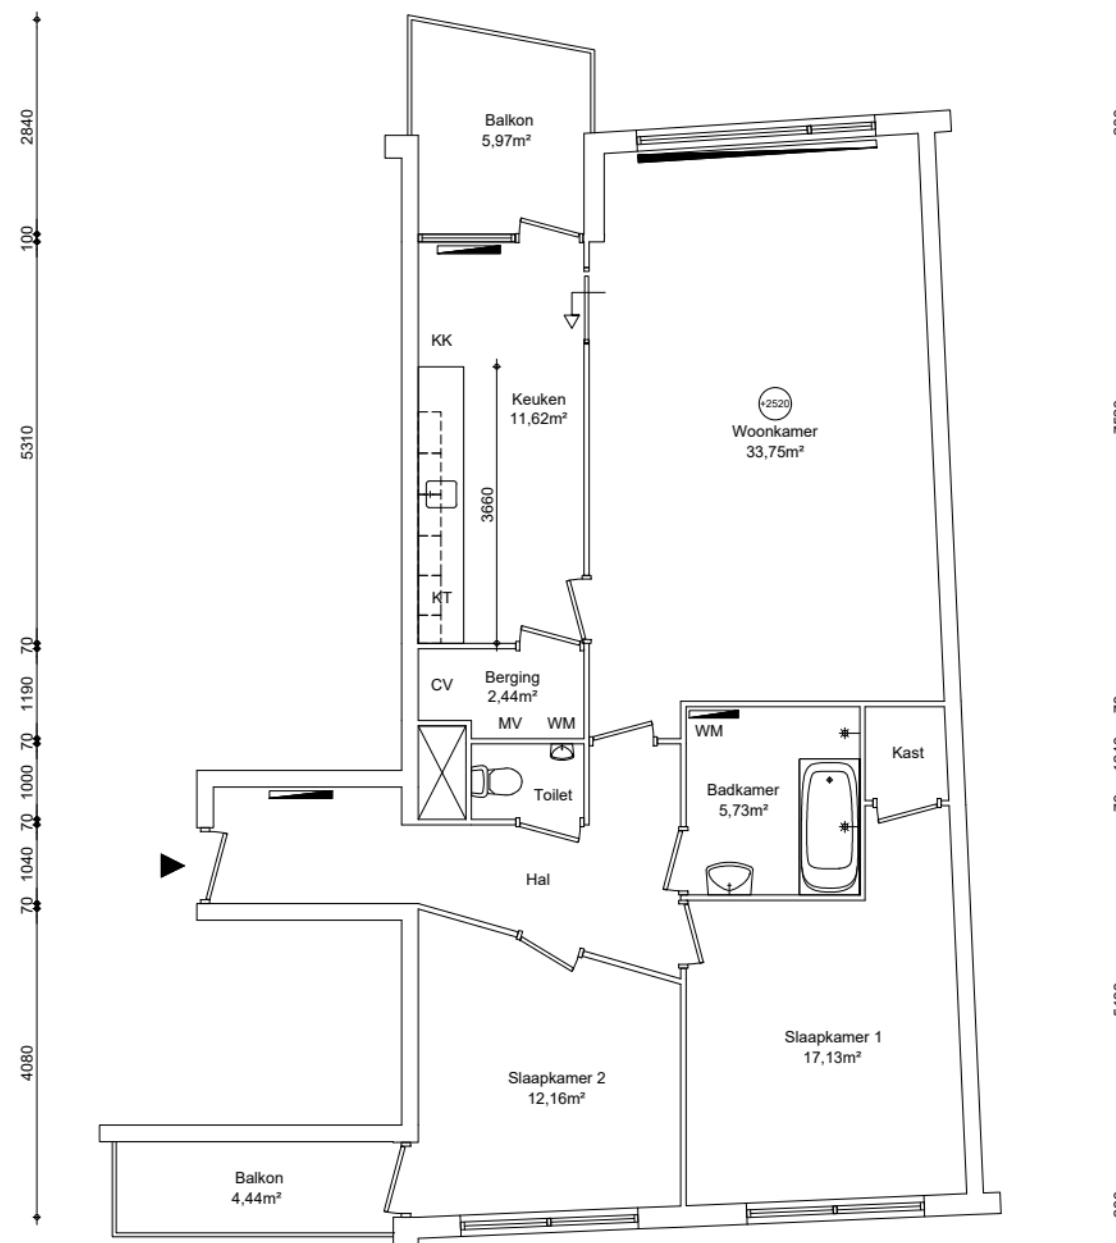 Balkon
5,97m²
2840
100
5310
70
1190
70
1000
70
1040
70
4080
KK
Keuken
11,62m²
3660
KT
+2520
Woonkamer
33,75m²
CV
Berging
2,44m²
MV
WM
Toilet
WM
Badkamer
5,73m²
Kast
Hal
Slaapkamer 1
17,13m²
Slaapkamer 2
12,16m²
Balkon
4,44m²